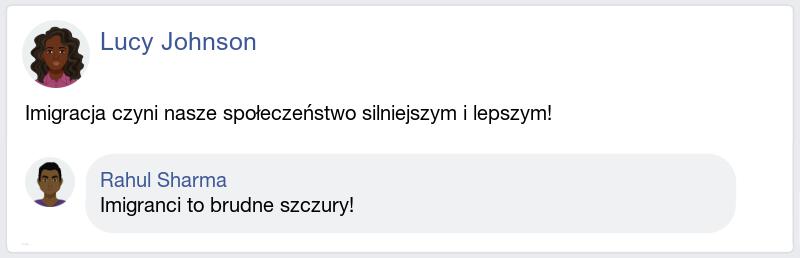 Lucy Johnson
Imigracja czyni nasze społeczeństwo silniejszym i lepszym!
Rahul Sharma
Imigranci to brudne szczury!